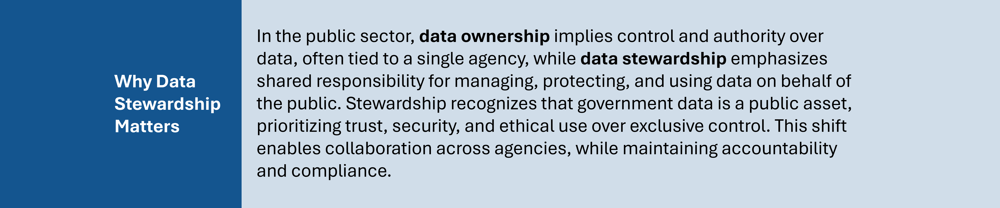 Why Data
Stewardship
Matters
In the public sector, data ownership implies control and authority over
data, often tied to a single agency, while data stewardship emphasizes
shared responsibility for managing, protecting, and using data on behalf of
the public. Stewardship recognizes that government data is a public asset,
prioritizing trust, security, and ethical use over exclusive control. This shift
enables collaboration across agencies, while maintaining accountability
and compliance.